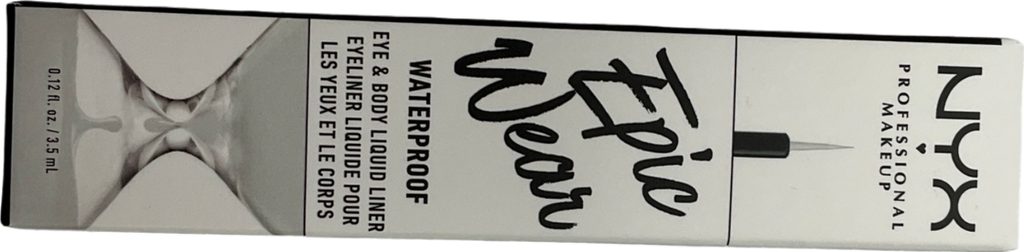 NYX
PROFESSIONAL
MAKEUP
Epic
Wear
WATERPROOF
EYE & BODY LIQUID LINER
EYELINER LIQUIDE POUR
LES YEUX ET LE CORPS
0.12 fl. oz. / 3.5 mL